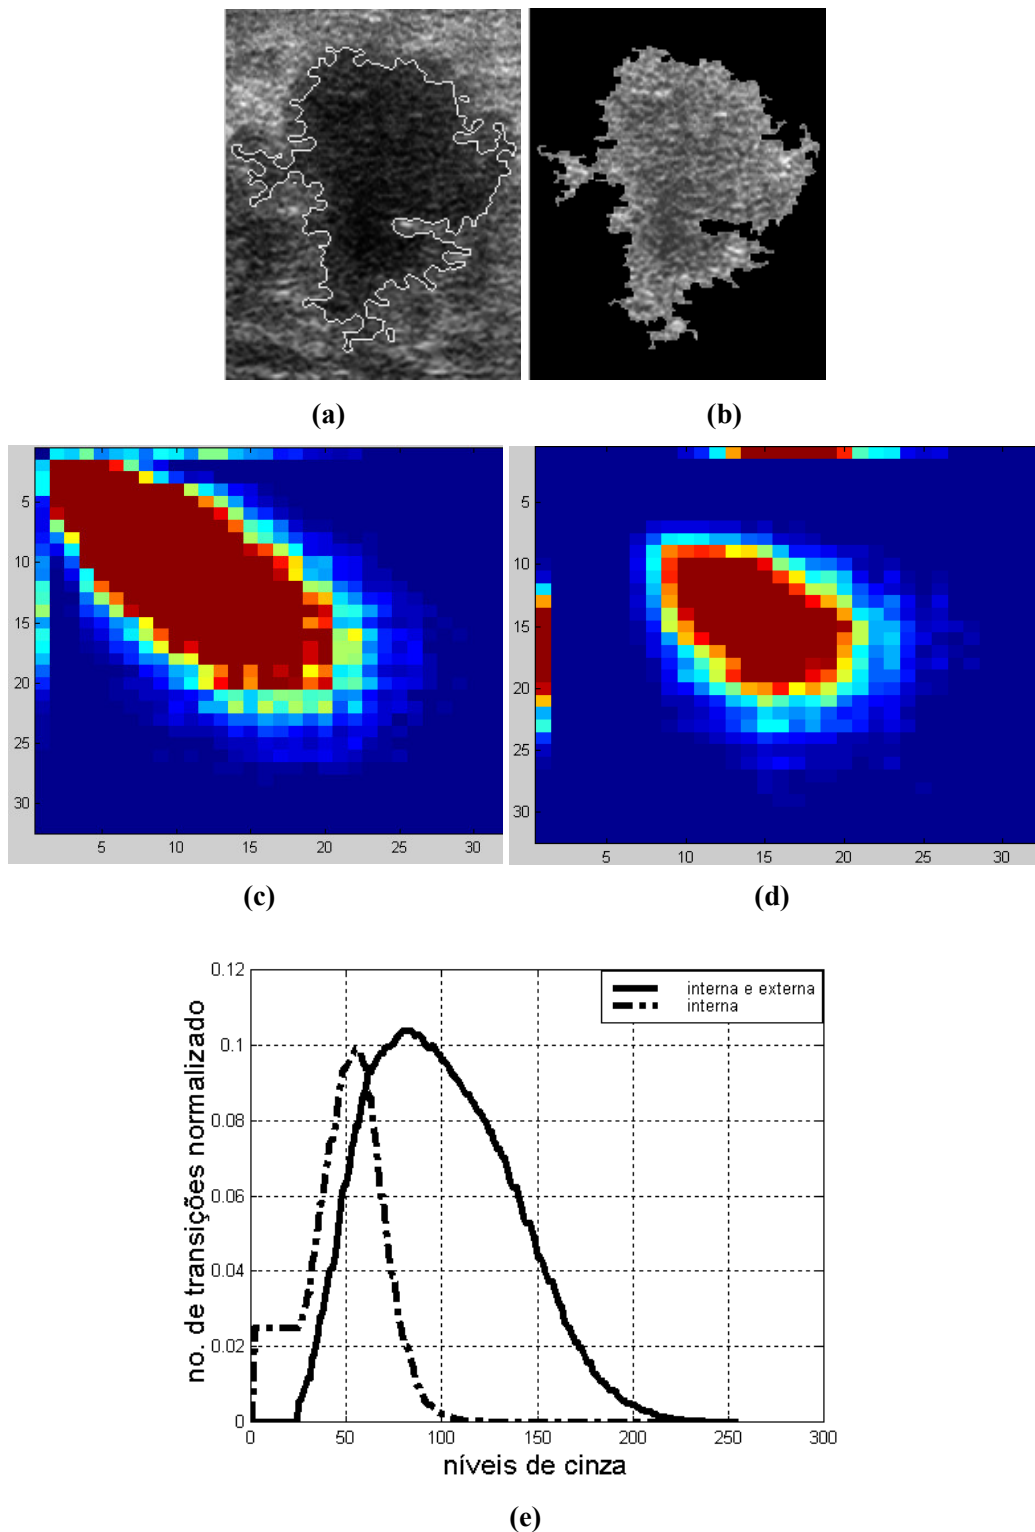 (a) (b)
5
10
15
20
25
30
5 10 15 20 25 30
5
10
15
20
25
30
5 10 15 20 25 30
(c) (d)
0.12
0.1
0.08
0.06
0.04
0.02
0
no. de transições normalizado
interna e externa
interna
0 50 100 150 200 250 300
níveis de cinza
(e)